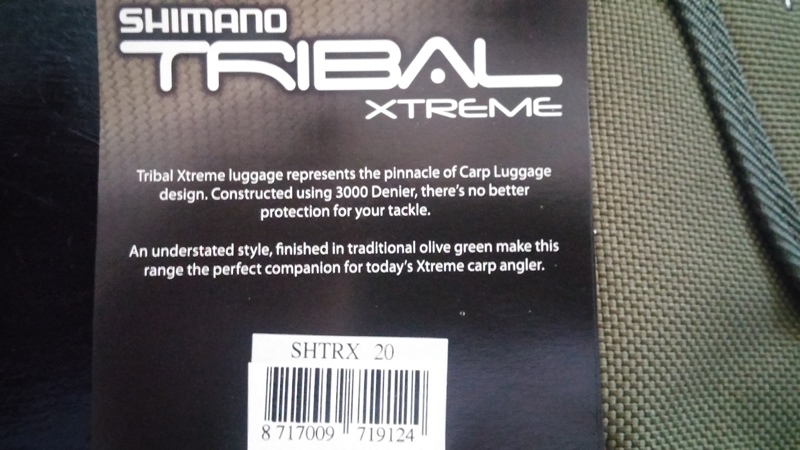 SHIMANO
TRIBAL
XTREME
Tribal Xtreme luggage represents the pinnacle of Carp Luggage
design. Constructed using 3000 Denier, there's no better
protection for your tackle.
An understated style, finished in traditional olive green make this
range the perfect companion for today's Xtreme carp angler.
SHTRX 20
8 717009 719124